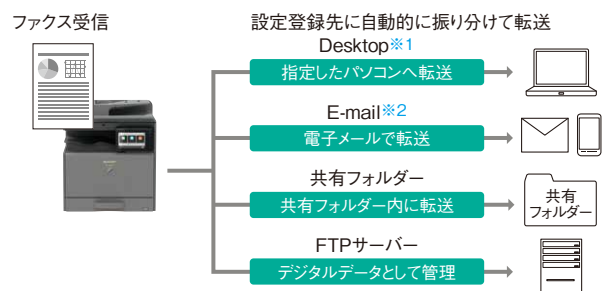 ファクス受信
設定登録先に自動的に振り分けて転送
Desktop※1
指定したパソコンへ転送
E-mail※2
電子メールで転送
共有フォルダー
共有フォルダー内に転送
共有
フォルダー
FTPサーバー
デジタルデータとして管理